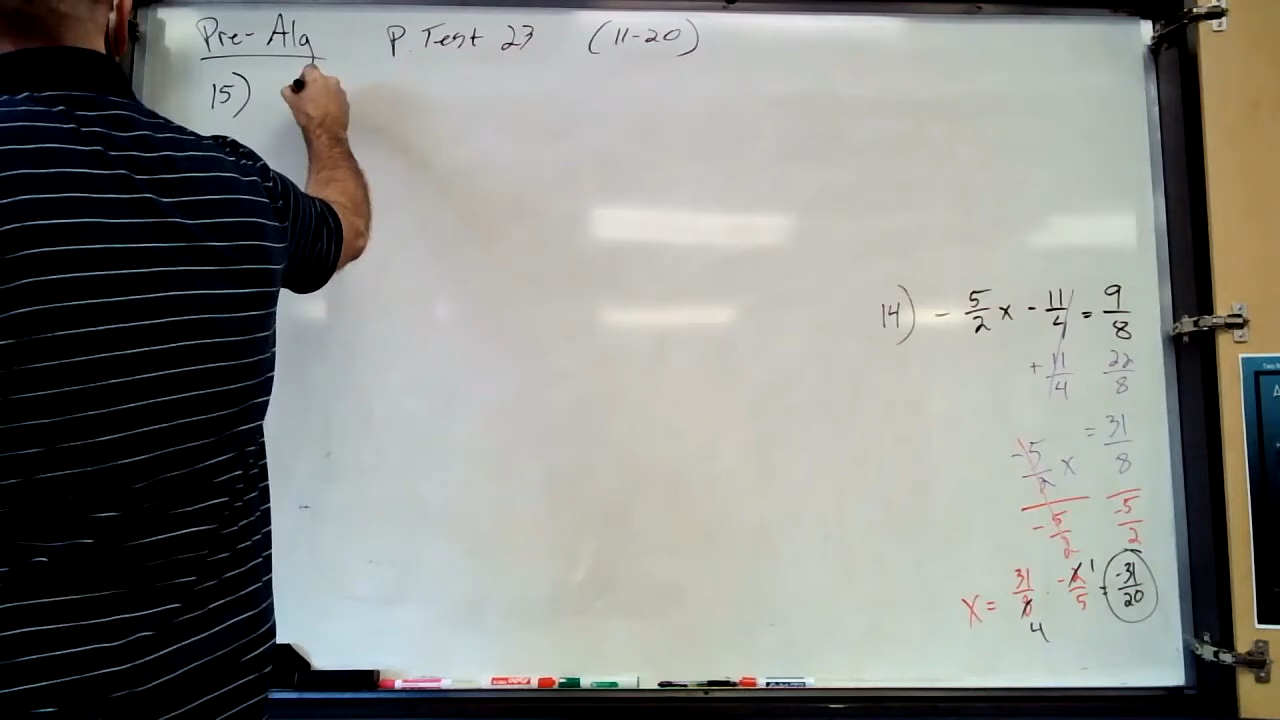 Pre-Alg P. Test 23 (11-20)
15)
14) - 5/2 x - 11/4 = 9/8
+ 11/4 22/8
-5/2 x = 31/8
-5/2 -5/2
x = 31/8 · -2/5 = -31/20
4 1